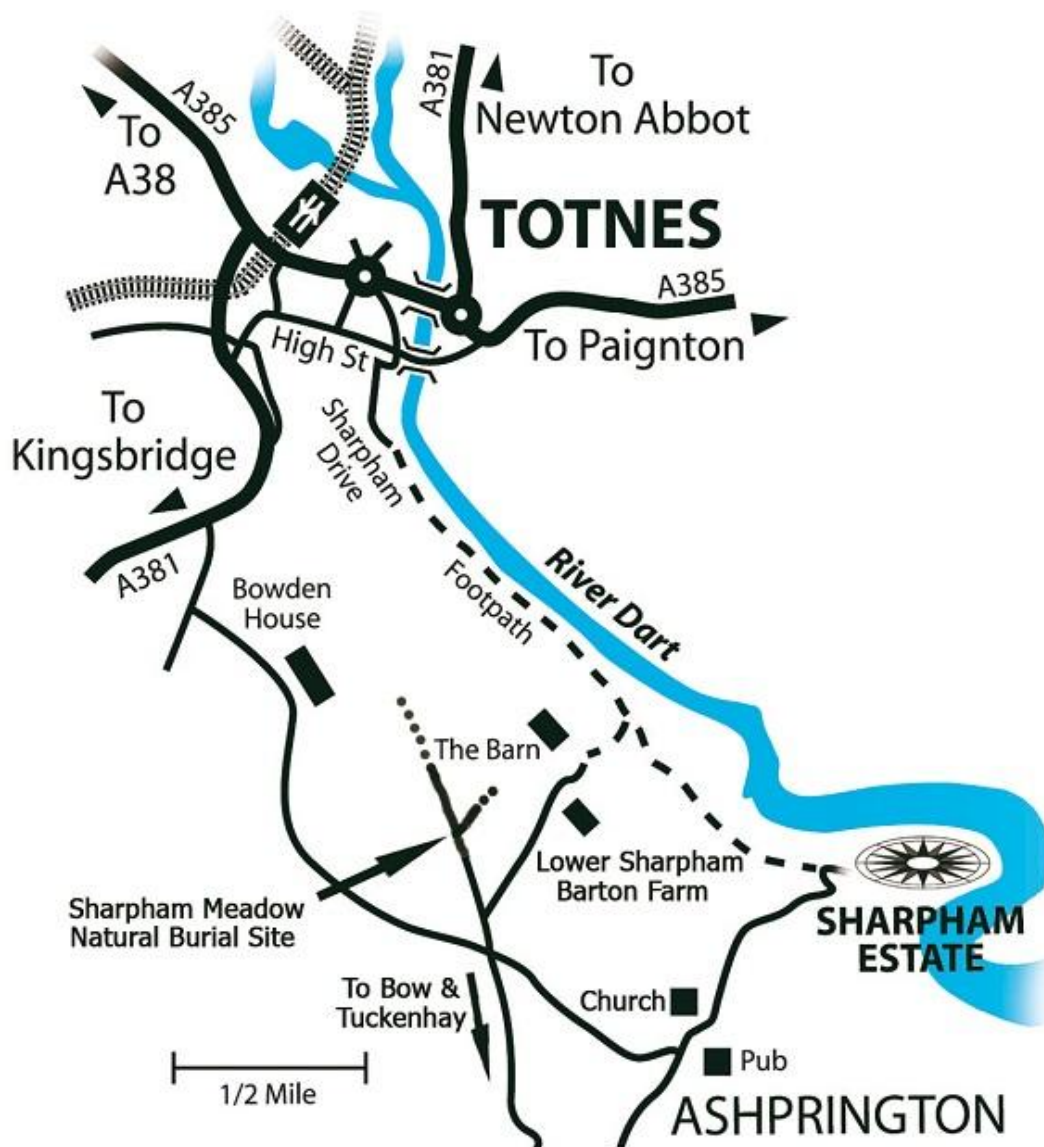 A385
To
A38
A381
To
Newton Abbot
TOTNES
A385
To Paignton
High St
To
Kingsbridge
A381
Sharpham
Drive
Footpath
River Dart
Bowden
House
The Barn
Lower Sharpham
Barton Farm
Sharpham Meadow
Natural Burial Site
SHARPHAM
ESTATE
To Bow &
Tuckenhay
Church
Pub
1/2 Mile
ASHPRINGTON